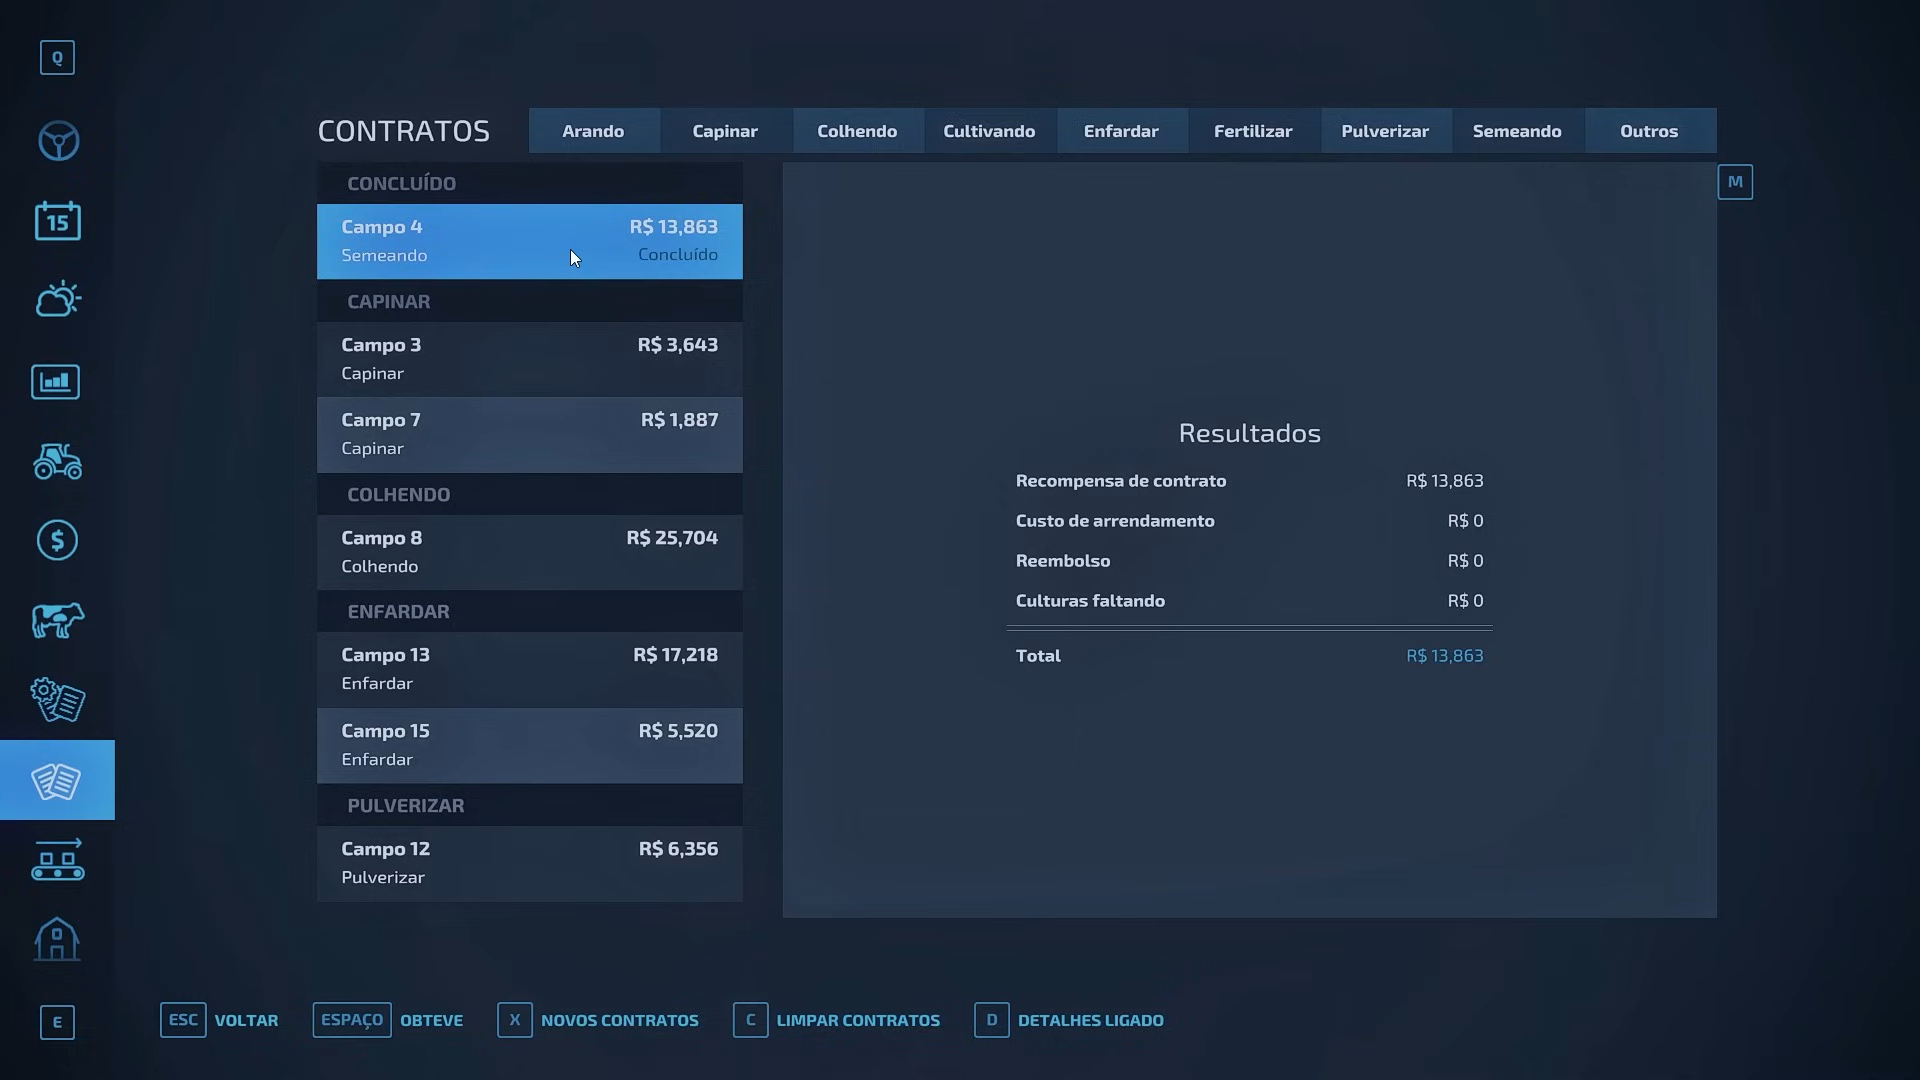 Q
CONTRATOS
Arando Capinar Colhendo Cultivando Enfardar Fertilizar Pulverizar Semeando Outros
M
15
CONCLUÍDO
Campo 4 R$ 13,863
Semeando Concluído
CAPINAR
Campo 3 R$ 3,643
Capinar
Campo 7 R$ 1,887
Capinar
COLHENDO
Campo 8 R$ 25,704
Colhendo
ENFARDAR
Campo 13 R$ 17,218
Enfardar
Campo 15 R$ 5,520
Enfardar
PULVERIZAR
Campo 12 R$ 6,356
Pulverizar
Resultados
Recompensa de contrato R$ 13,863
Custo de arrendamento R$ 0
Reembolso R$ 0
Culturas faltando R$ 0
Total R$ 13,863
$
E
ESC VOLTAR ESPAÇO OBTEVE X NOVOS CONTRATOS C LIMPAR CONTRATOS D DETALHES LIGADO